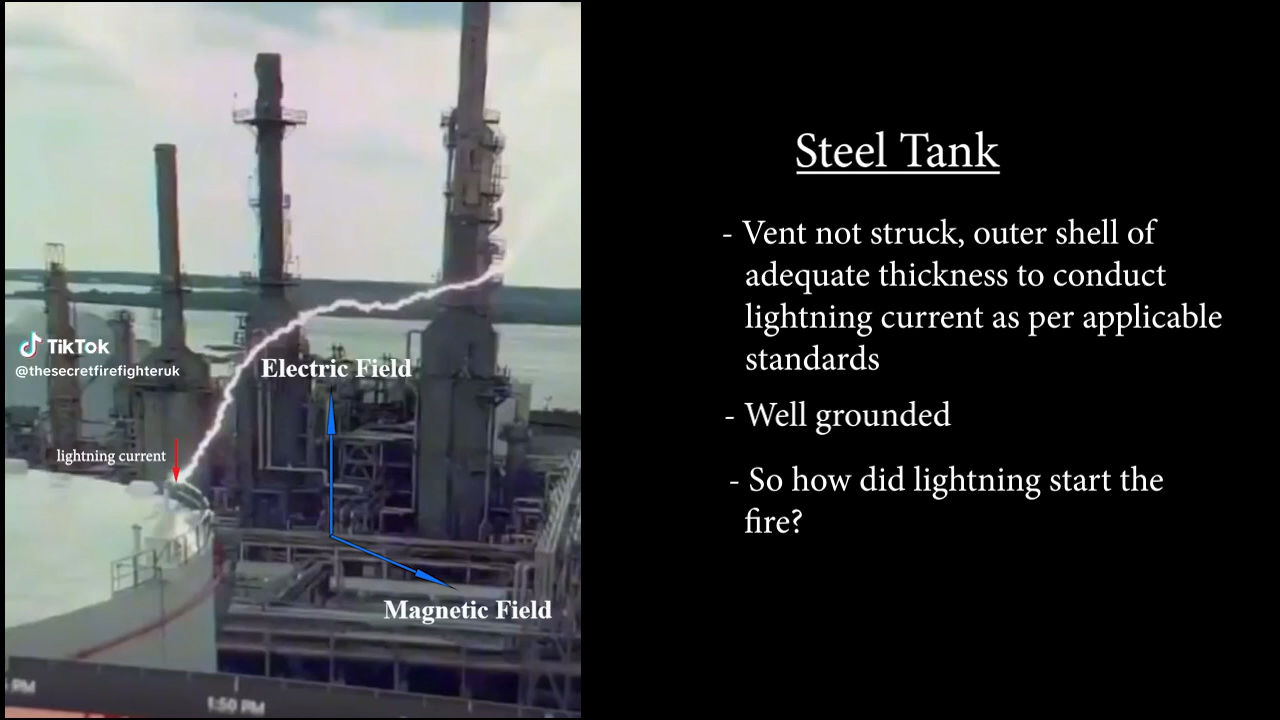 TikTok
@thesecretfirefighteruk
Electric Field
lightning current
Magnetic Field
PM
1:50 PM
Steel Tank
- Vent not struck, outer shell of
adequate thickness to conduct
lightning current as per applicable
standards
- Well grounded
- So how did lightning start the
fire?